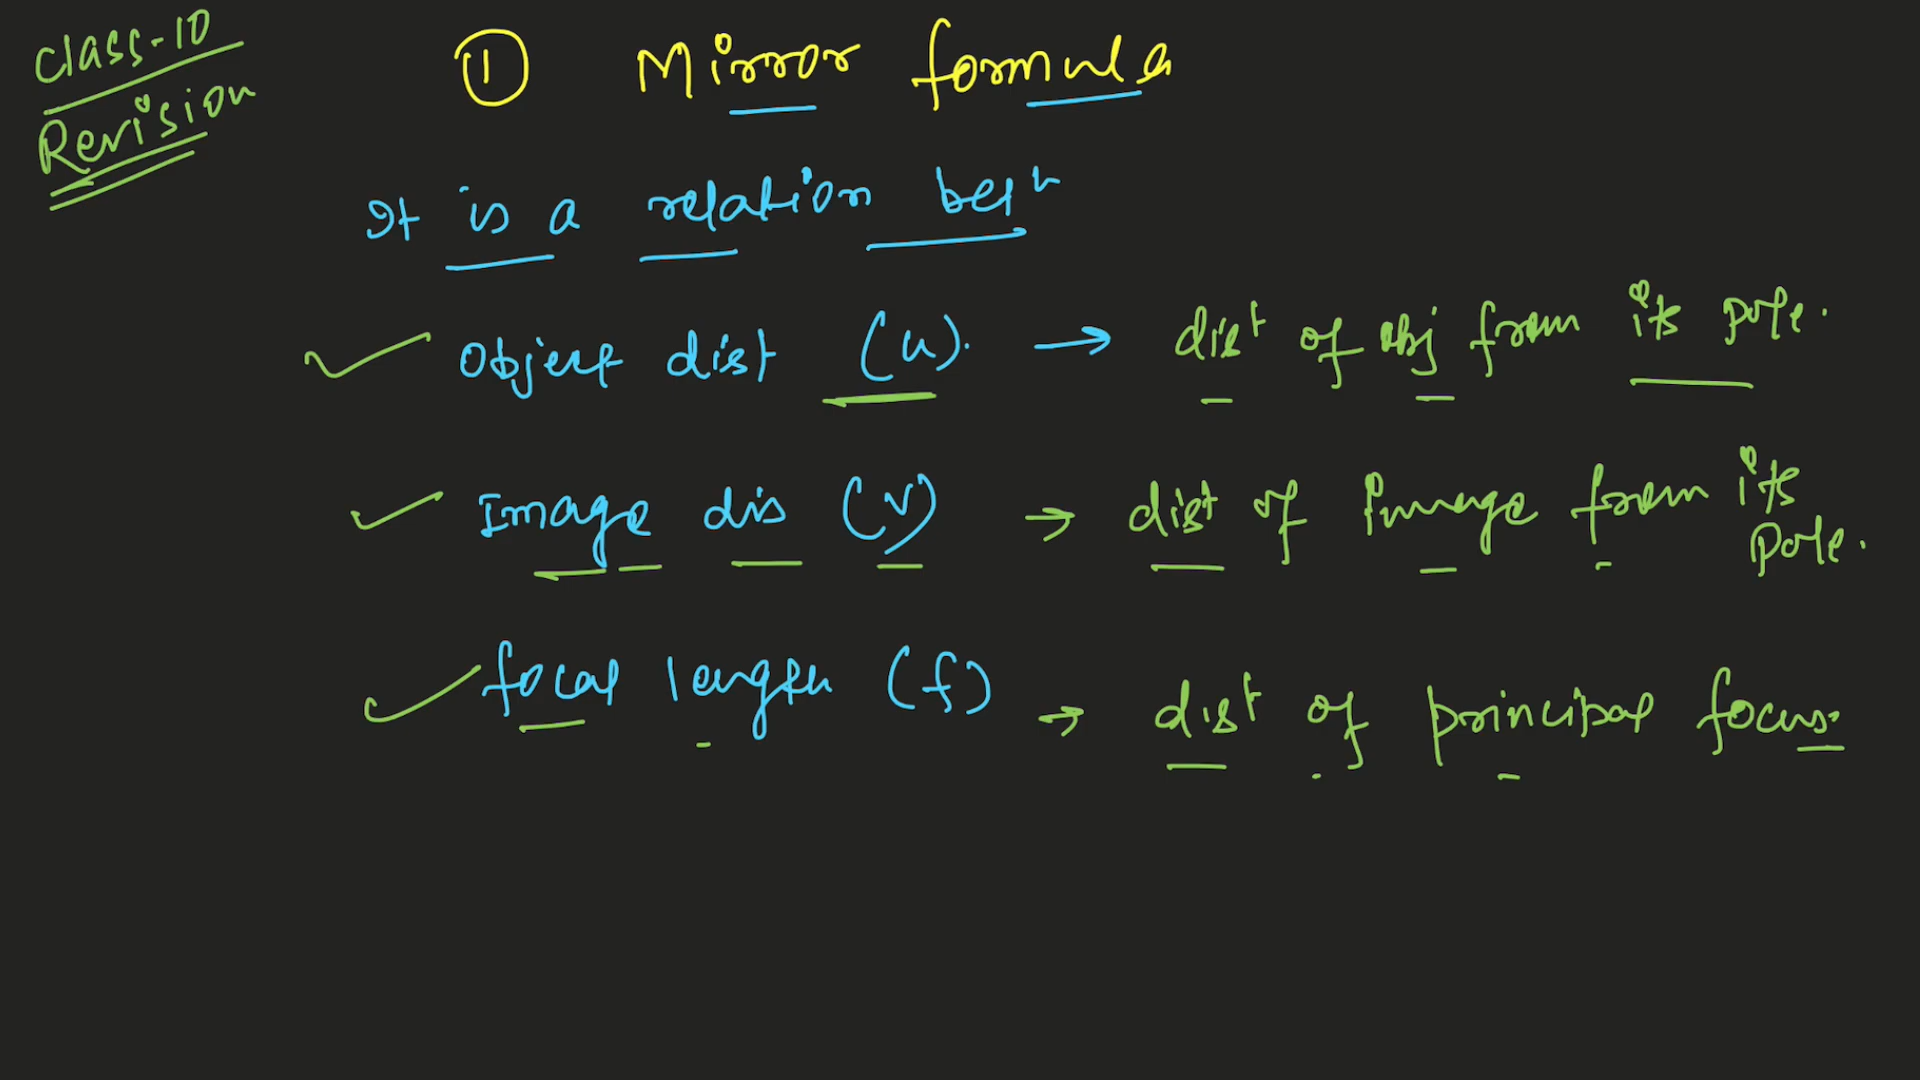 Class-10
Revision
① Mirror formula
It is a relation betⁿ
Object dist (u). → dist of obj from its pole.
Image dis (v) → dist of Image from its
pole.
focal length (f) → dist of principal focus.